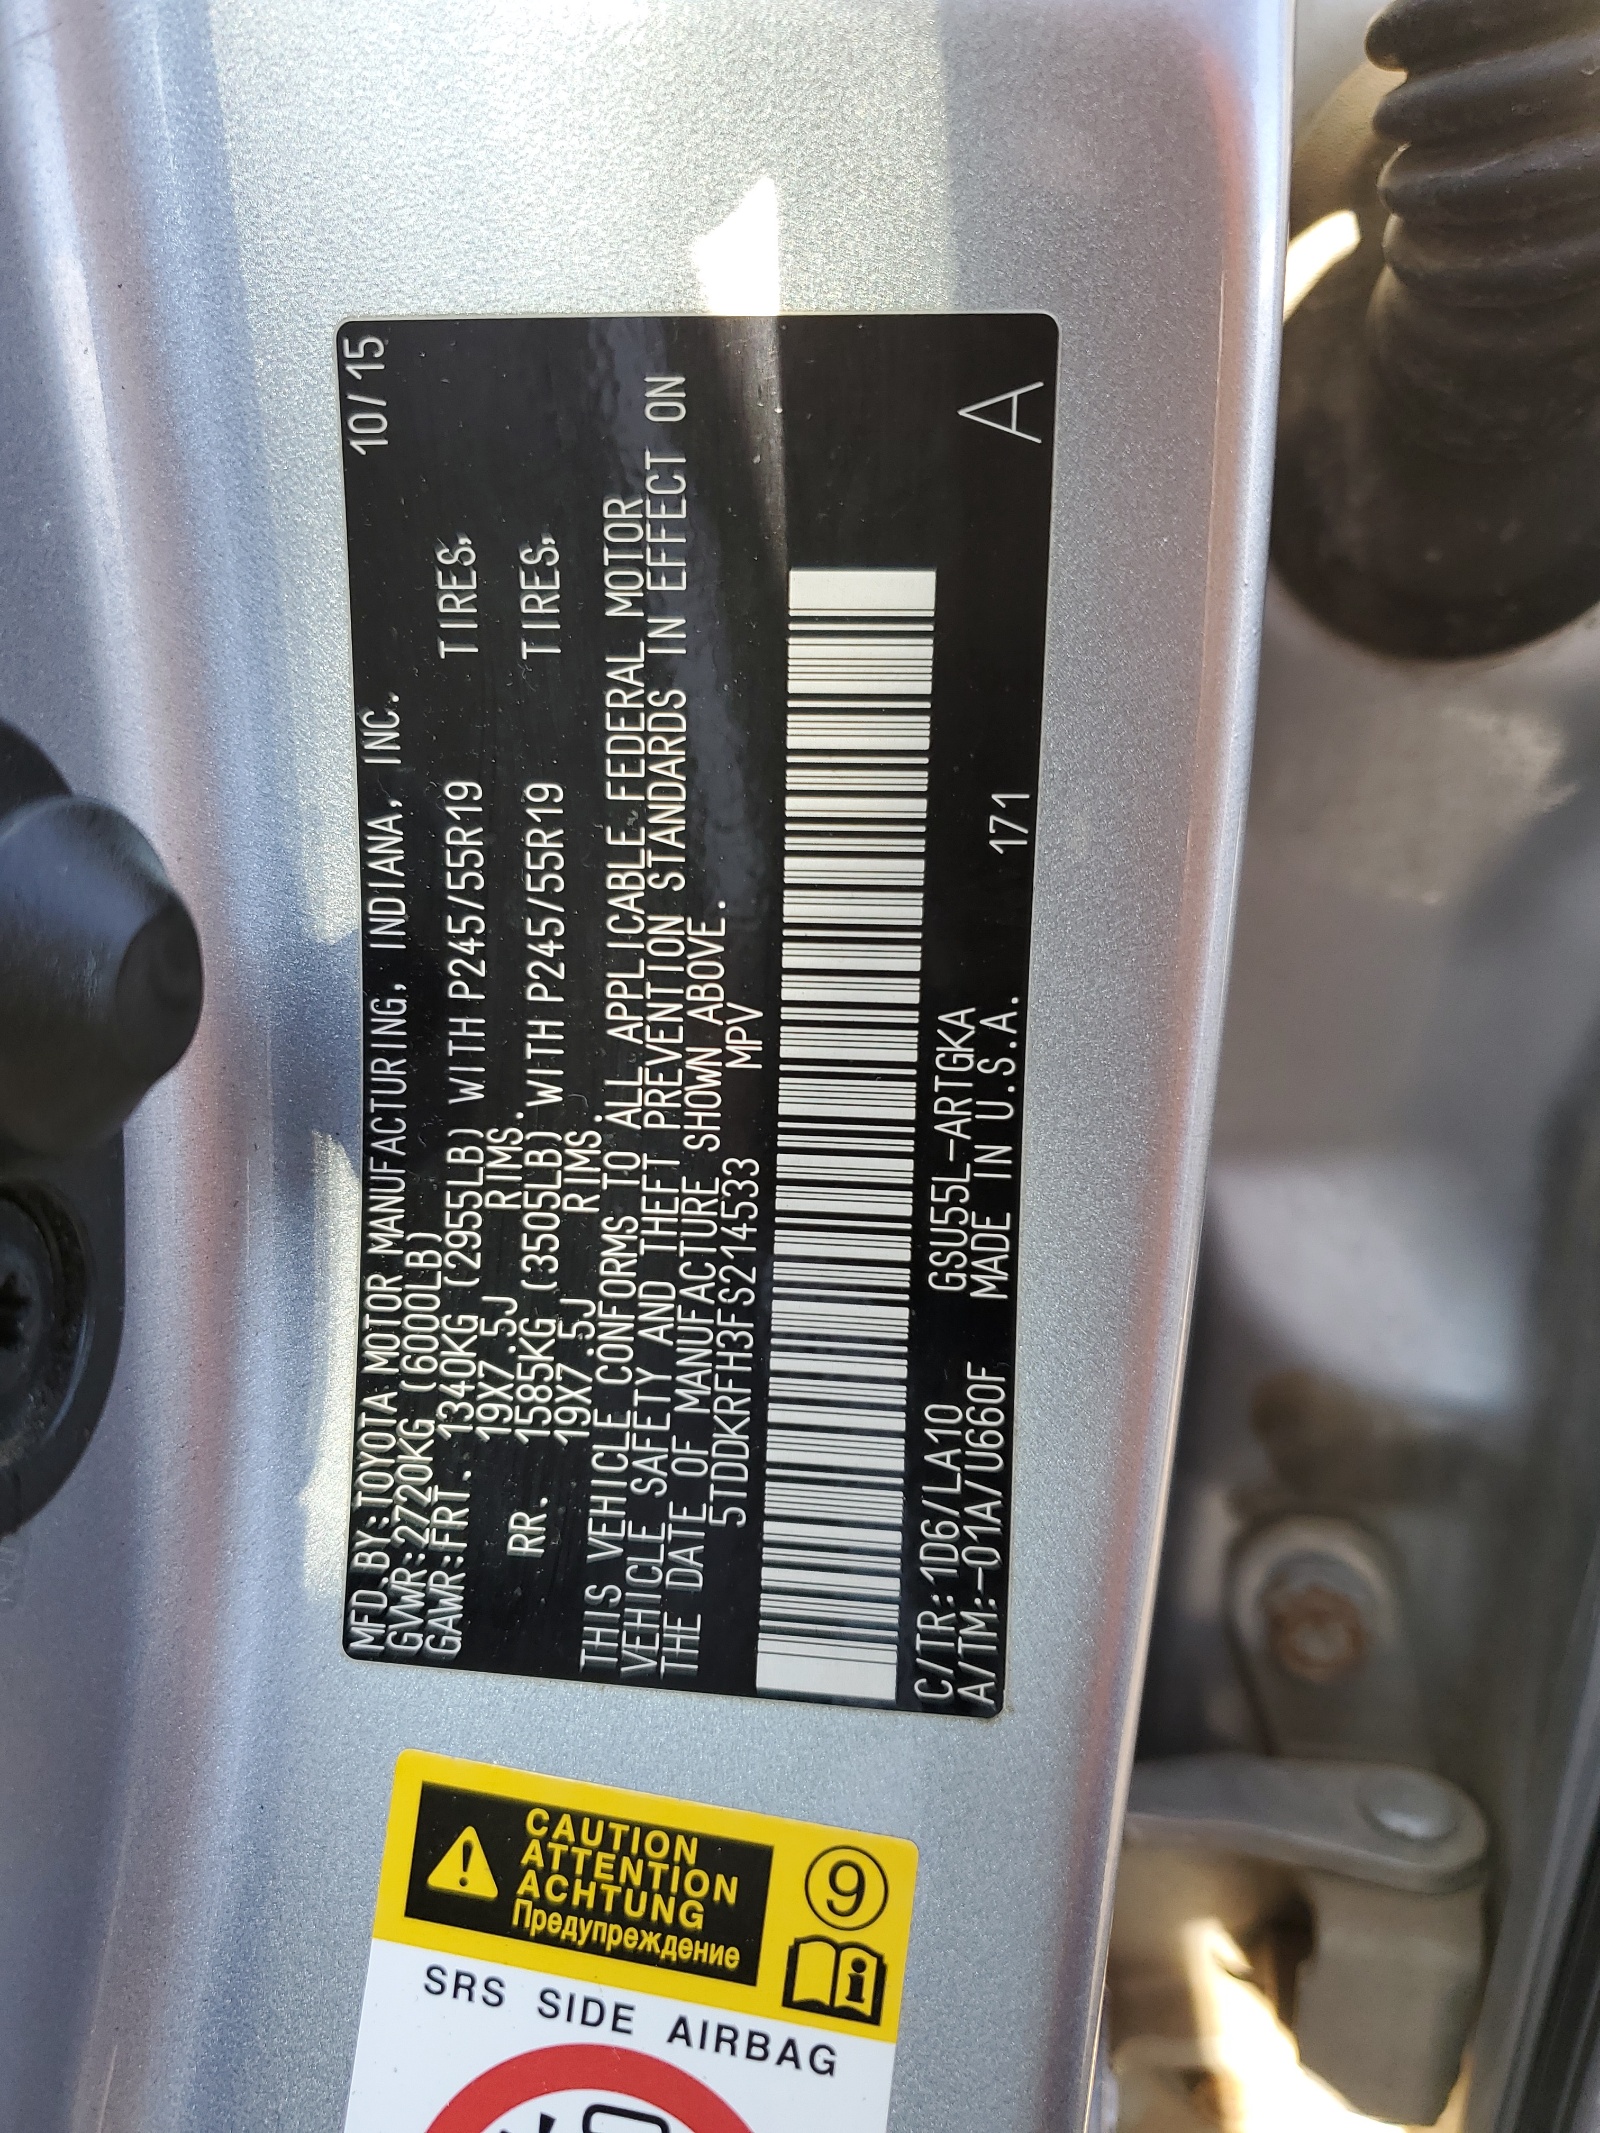 MFD.BY:TOYOTA MOTOR MANUFACTURING, INDIANA, INC. 10/15
GVWR:2720KG (6000LB)
GAWR:FRT. 1340KG (2955LB) WITH P245/55R19 TIRES,
19X7.5J RIMS.
RR. 1585KG (3505LB) WITH P245/55R19 TIRES,
19X7.5J RIMS.
THIS VEHICLE CONFORMS TO ALL APPLICABLE FEDERAL MOTOR
VEHICLE SAFETY AND THEFT PREVENTION STANDARDS IN EFFECT ON
THE DATE OF MANUFACTURE SHOWN ABOVE.
5TDDKRFH3FS214533 MPV
C/TR:1D6/LA10 GSU55L-ARTGKA
A/TM:-01A/U660F MADE IN U.S.A. 171 A
CAUTION
ATTENTION
ACHTUNG
Предупреждение
9
i
SRS SIDE AIRBAG